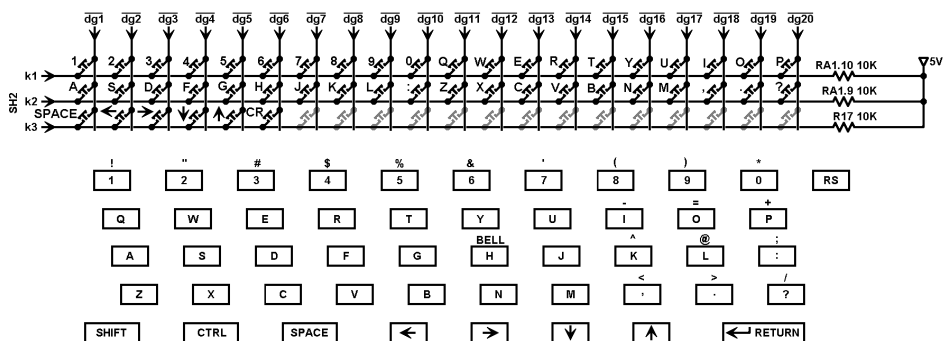 dg1 dg2 dg3 dg4 dg5 dg6 dg7 dg8 dg9 dg10 dg11 dg12 dg13 dg14 dg15 dg16 dg17 dg18 dg19 dg20
5V
1 2 3 4 5 6 7 8 9 0 Q W E R T Y U I O P RA1.10 10K
k1
A S D F G H J K L : Z X C V B N M , . ? RA1.9 10K
k2
SH2
SPACE ← → ↓ ↑ CR R17 10K
k3
! " # $ % & ' ( ) *
1 2 3 4 5 6 7 8 9 0 RS
- = +
Q W E R T Y U I O P
BELL ^ @ ;
A S D F G H J K L :
< > /
Z X C V B N M , . ?
SHIFT CTRL SPACE ← → ↓ ↑ ↵ RETURN